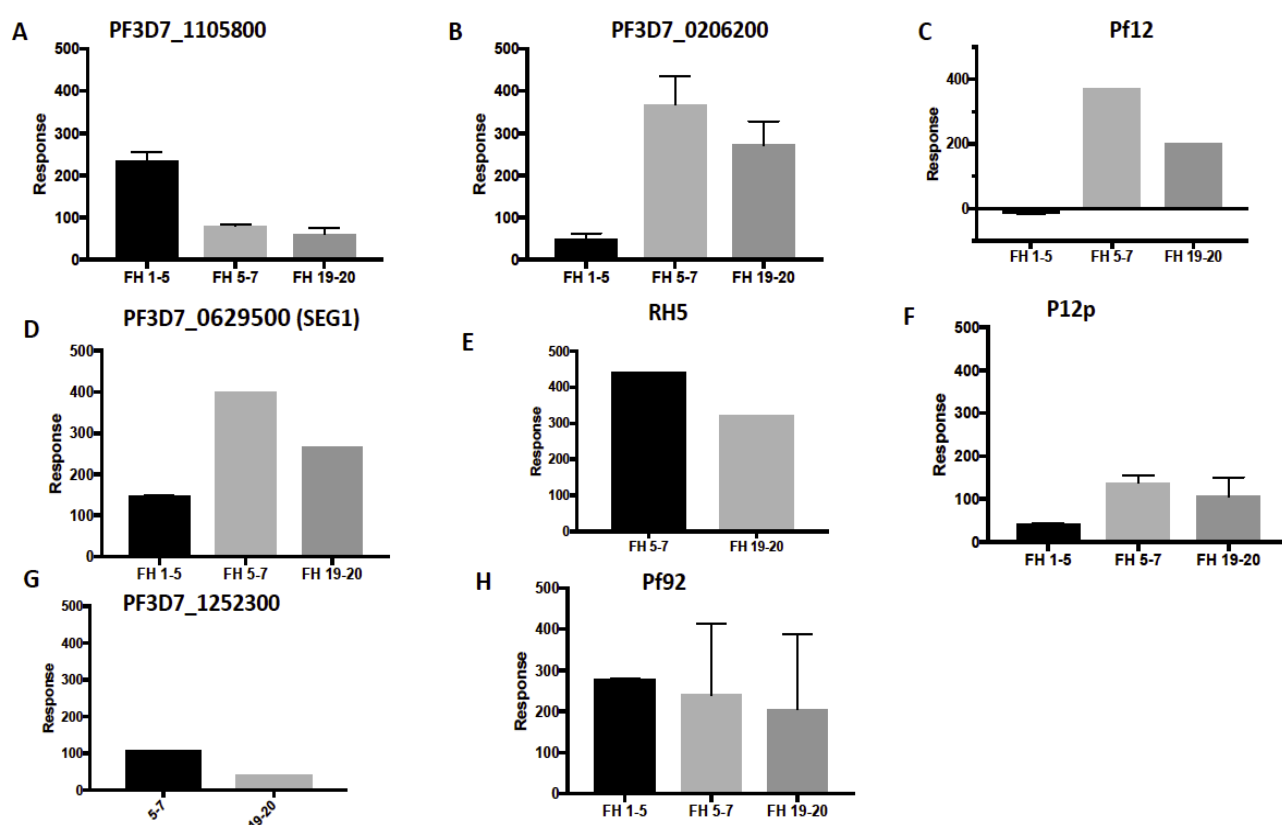 A
PF3D7_1105800
500
400
300
200
100
0
Response
FH 1-5
FH 5-7
FH 19-20
B
PF3D7_0206200
500
400
300
200
100
0
Response
FH 1-5
FH 5-7
FH 19-20
C
Pf12
400
200
0
Response
FH 1-5
FH 5-7
FH 19-20
D
PF3D7_0629500 (SEG1)
500
400
300
200
100
0
Response
FH 1-5
FH 5-7
FH 19-20
E
RH5
500
400
300
200
100
0
Response
FH 5-7
FH 19-20
F
P12p
500
400
300
200
100
0
Response
FH 1-5
FH 5-7
FH 19-20
G
PF3D7_1252300
500
400
300
200
100
0
Response
5-7
19-20
H
Pf92
500
400
300
200
100
0
Response
FH 1-5
FH 5-7
FH 19-20